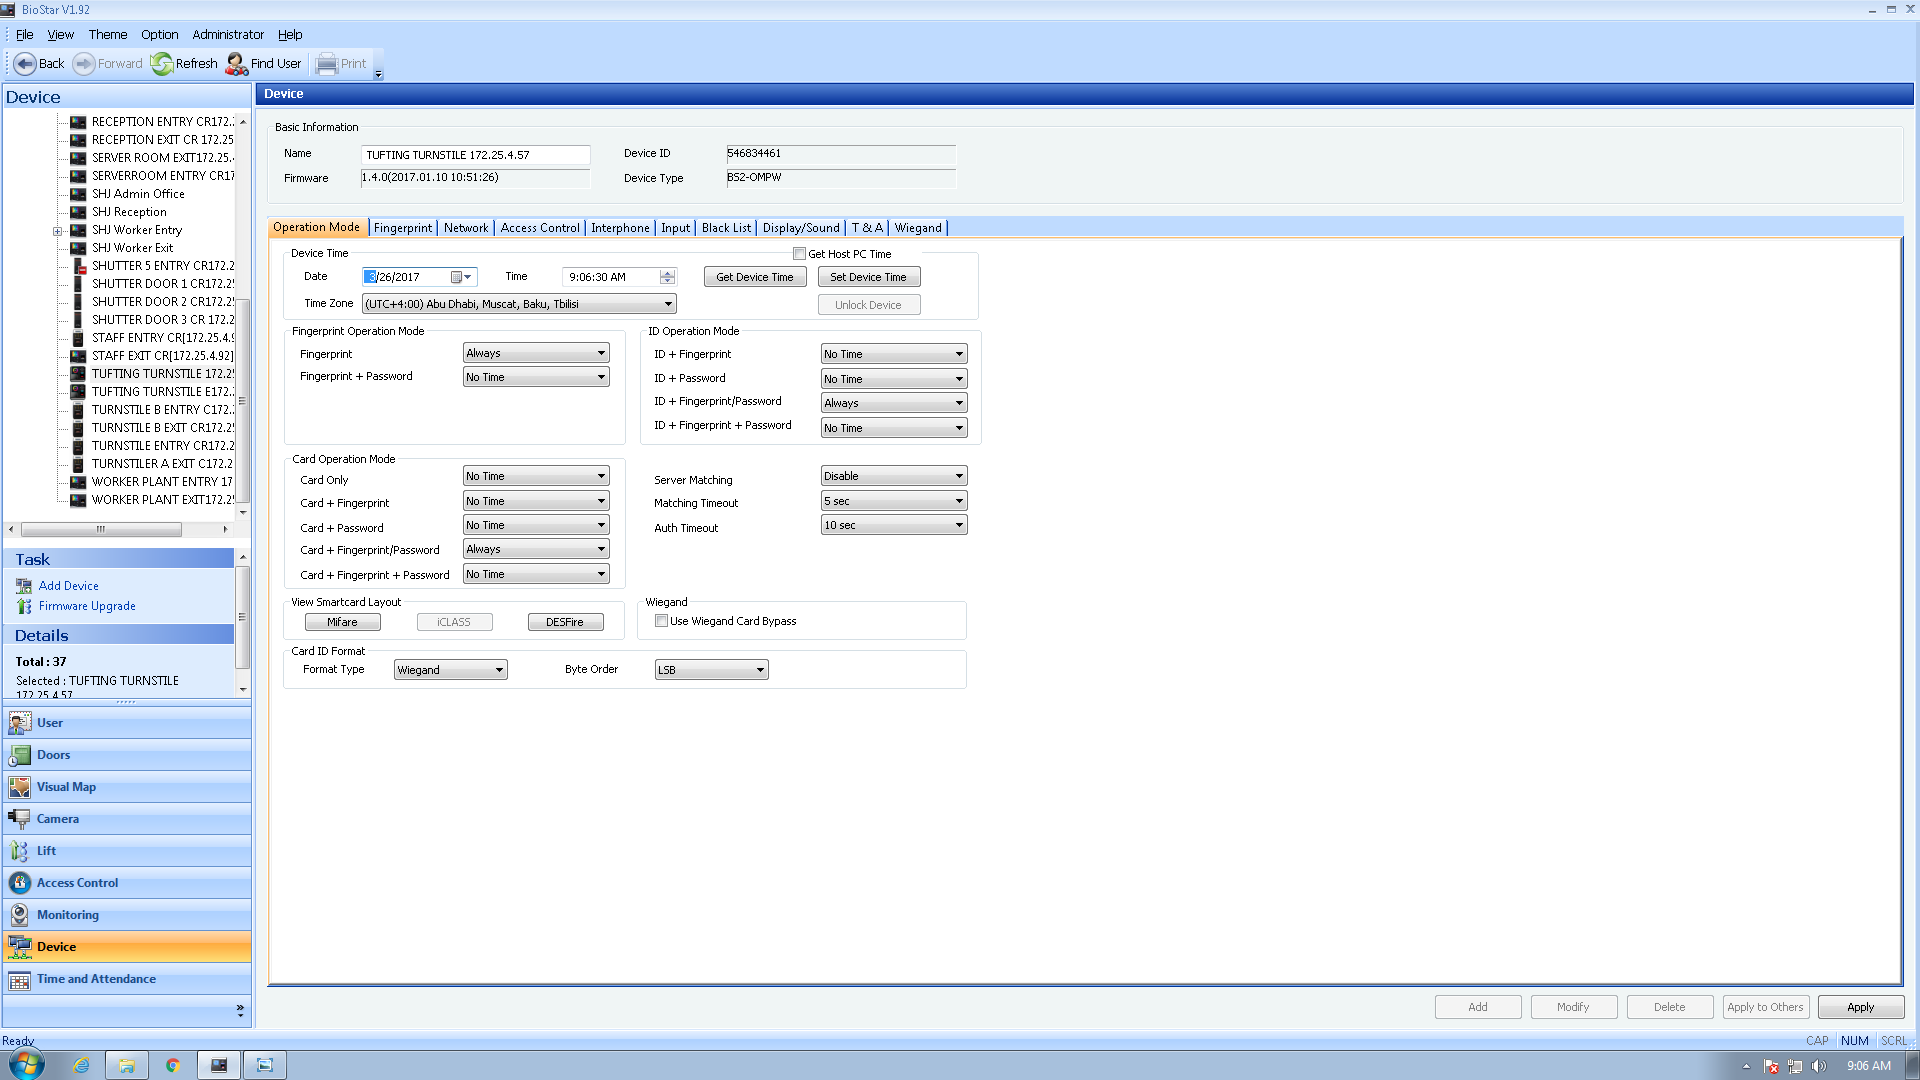 BioStar V1.92
File View Theme Option Administrator Help
Back Forward Refresh Find User Print
Device
RECEPTION ENTRY CR172.
RECEPTION EXIT CR 172.25
SERVER ROOM EXIT172.25.
SERVERROOM ENTRY CR17
SHJ Admin Office
SHJ Reception
SHJ Worker Entry
SHJ Worker Exit
SHUTTER 5 ENTRY CR172.2
SHUTTER DOOR 1 CR172.25
SHUTTER DOOR 2 CR172.25
SHUTTER DOOR 3 CR 172.2
STAFF ENTRY CR[172.25.4.9
STAFF EXIT CR[172.25.4.92]
TUFTING TURNSTILE 172.25
TUFTING TURNSTILE E172.
TURNSTILE B ENTRY C172.
TURNSTILE B EXIT CR172.25
TURNSTILE ENTRY CR172.2
TURNSTILER A EXIT C172.2
WORKER PLANT ENTRY 17
WORKER PLANT EXIT172.25
Task
Add Device
Firmware Upgrade
Details
Total : 37
Selected : TUFTING TURNSTILE
172.25.4.57
User
Doors
Visual Map
Camera
Lift
Access Control
Monitoring
Device
Time and Attendance
Device
Basic Information
Name TUFTING TURNSTILE 172.25.4.57 Device ID 546834461
Firmware 1.4.0(2017.01.10 10:51:26) Device Type BS2-OMPW
Operation Mode Fingerprint Network Access Control Interphone Input Black List Display/Sound T & A Wiegand
Device Time Get Host PC Time
Date 3/26/2017 Time 9:06:30 AM Get Device Time Set Device Time
Time Zone (UTC+4:00) Abu Dhabi, Muscat, Baku, Tbilisi Unlock Device
Fingerprint Operation Mode
Fingerprint Always
Fingerprint + Password No Time
ID Operation Mode
ID + Fingerprint No Time
ID + Password No Time
ID + Fingerprint/Password Always
ID + Fingerprint + Password No Time
Card Operation Mode
Card Only No Time
Card + Fingerprint No Time
Card + Password No Time
Card + Fingerprint/Password Always
Card + Fingerprint + Password No Time
Server Matching Disable
Matching Timeout 5 sec
Auth Timeout 10 sec
View Smartcard Layout
Mifare iCLASS DESFire
Wiegand
Use Wiegand Card Bypass
Card ID Format
Format Type Wiegand Byte Order LSB
Add Modify Delete Apply to Others Apply
Ready CAP NUM SCRL
9:06 AM